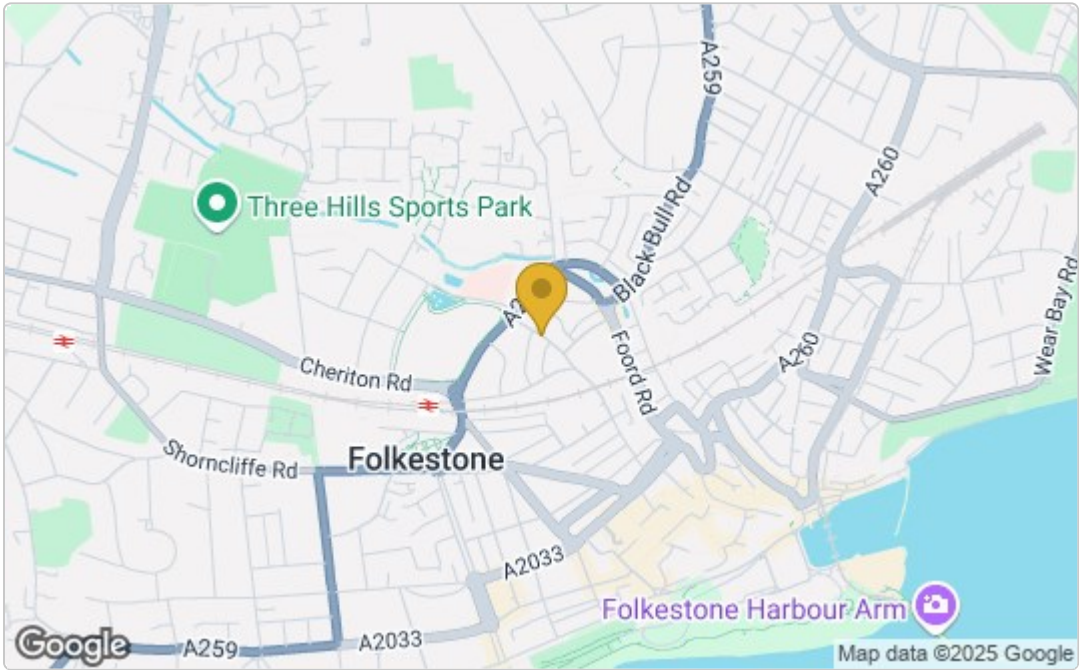 A259
A260
Three Hills Sports Park
Black Bull Rd
Wear Bay Rd
Foord Rd
A260
Cheriton Rd
Shorncliffe Rd
Folkestone
A2033
Folkestone Harbour Arm
Google
A259
A2033
Map data ©2025 Google